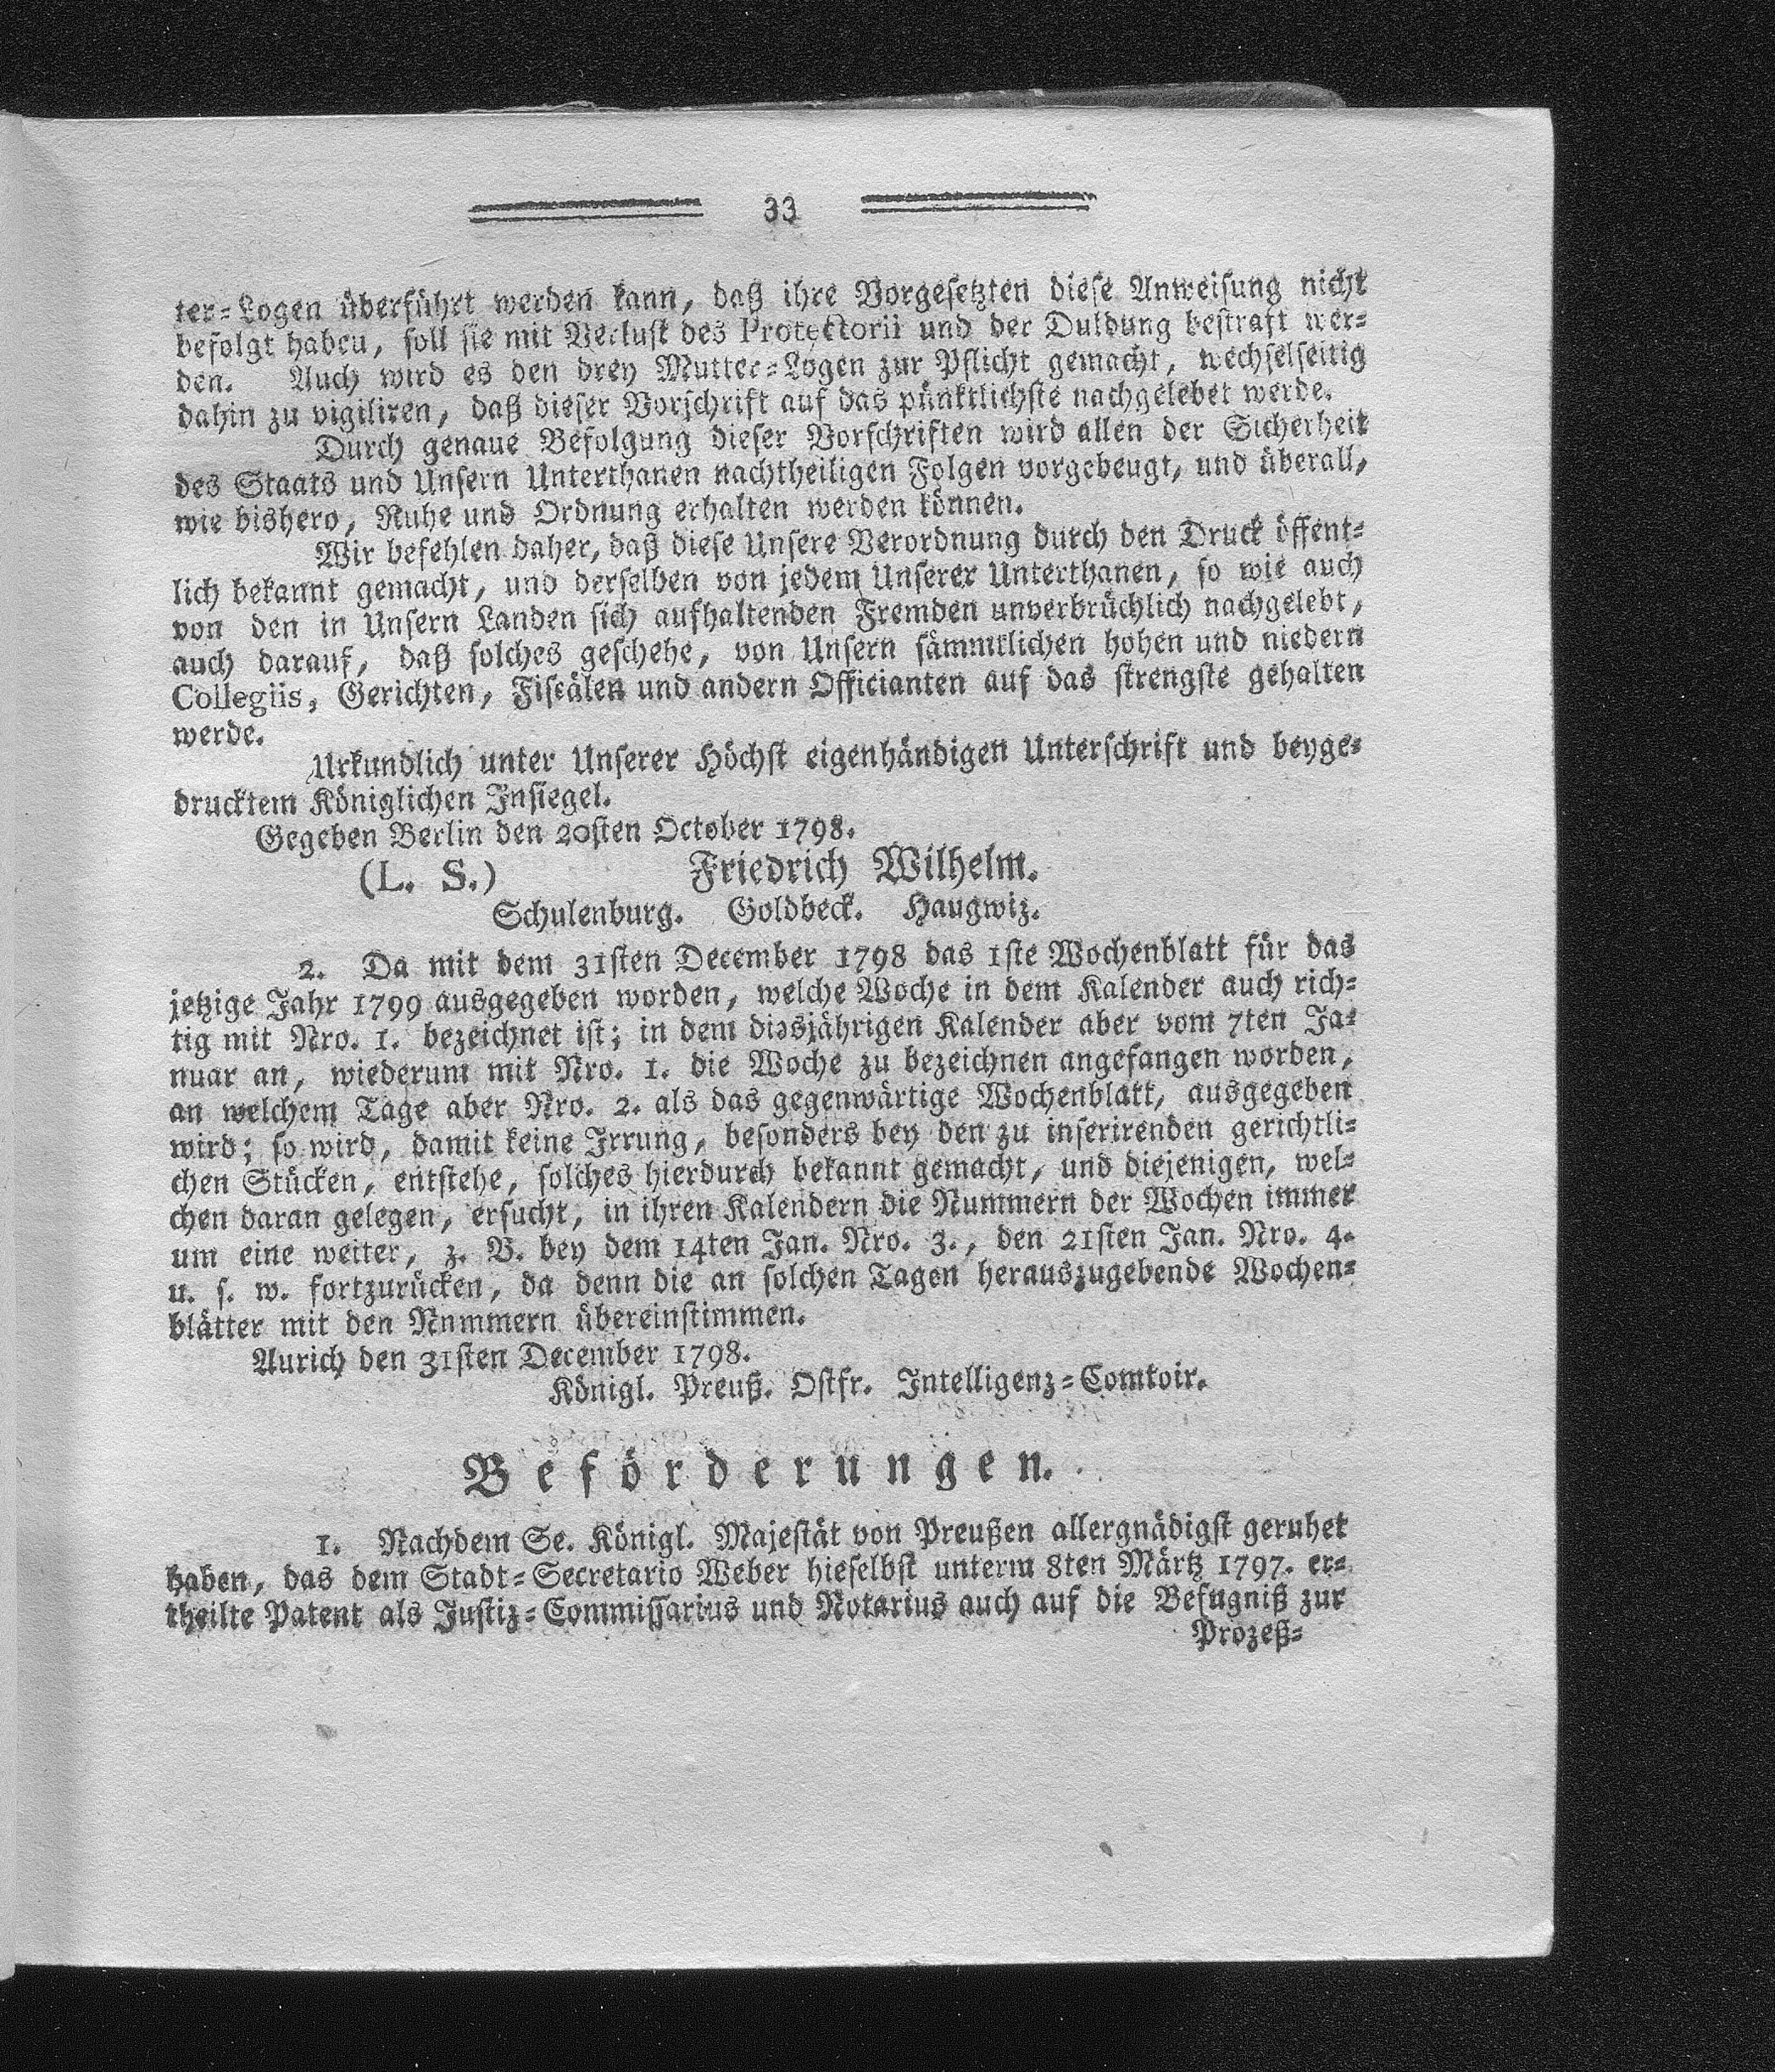 33
ter=Logen überführt werden kann, daß ihre Vorgesetzten diese Anweisung nicht
befolgt habeu, soll sie mit Verlust des Protectorii und der Duldung bestraft wer=
den. Auch wird es den drey Mutter=Logen zur Pflicht gemacht, wechselseitig
dahin zu vigiliren, daß dieser Vorschrift auf das pünktlichste nachgelebet werde.
Durch genaue Befolgung dieser Vorschriften wird allen der Sicherheit
des Staats und Unsern Unterthanen nachtheiligen Folgen vorgebeugt, und überall,
wie bishero, Ruhe und Ordnung erhalten werden können.
Wir befehlen daher, daß diese Unsere Verordnung durch den Druck öffent=
lich bekannt gemacht, und derselben von jedem Unserer Unterthanen, so wie auch
von den in Unsern Landen sich aufhaltenden Fremden unverbrüchlich nachgelebt,
auch darauf, daß solches geschehe, von Unsern sämmtlichen hohen und niedern
Collegiis, Gerichten, Fiscälen und andern Officianten auf das strengste gehalten
werde.
Urkundlich unter Unserer Höchst eigenhändigen Unterschrift und beyge=
drucktem Königlichen Insiegel.
Gegeben Berlin den 20sten October 1798.
(L. S.) Friedrich Wilhelm.
Schulenburg. Goldbeck. Haugwiz.
2. Da mit dem 31sten December 1798 das 1ste Wochenblatt für das
jetzige Jahr 1799 ausgegeben worden, welche Woche in dem Kalender auch rich=
tig mit Nro. 1. bezeichnet ist; in dem diesjährigen Kalender aber vom 7ten Ja=
nuar an, wiederum mit Nro. 1. die Woche zu bezeichnen angefangen worden,
an welchem Tage aber Nro. 2. als das gegenwärtige Wochenblatt, ausgegeben
wird; so wird, damit keine Irrung, besonders bey den zu inserirenden gerichtli=
chen Stücken, entstehe, solches hierdurch bekannt gemacht, und diejenigen, wel=
chen daran gelegen, ersucht, in ihren Kalendern die Nummern der Wochen immer
um eine weiter, z. B. bey dem 14ten Jan. Nro. 3., den 21sten Jan. Nro. 4.
u. s. w. fortzurücken, da denn die an solchen Tagen herauszugebende Wochen=
blätter mit den Nnmmern übereinstimmen.
Aurich den 31sten December 1798.
Königl. Preuß. Ostfr. Intelligenz=Comtoir.
Beförderungen.
1. Nachdem Se. Königl. Majestät von Preußen allergnädigst geruhet
haben, das dem Stadt=Secretario Weber hieselbst unterm 8ten Märtz 1797. er=
theilte Patent als Justiz=Commissarius und Notarius auch auf die Befugniß zur
Prozeß=